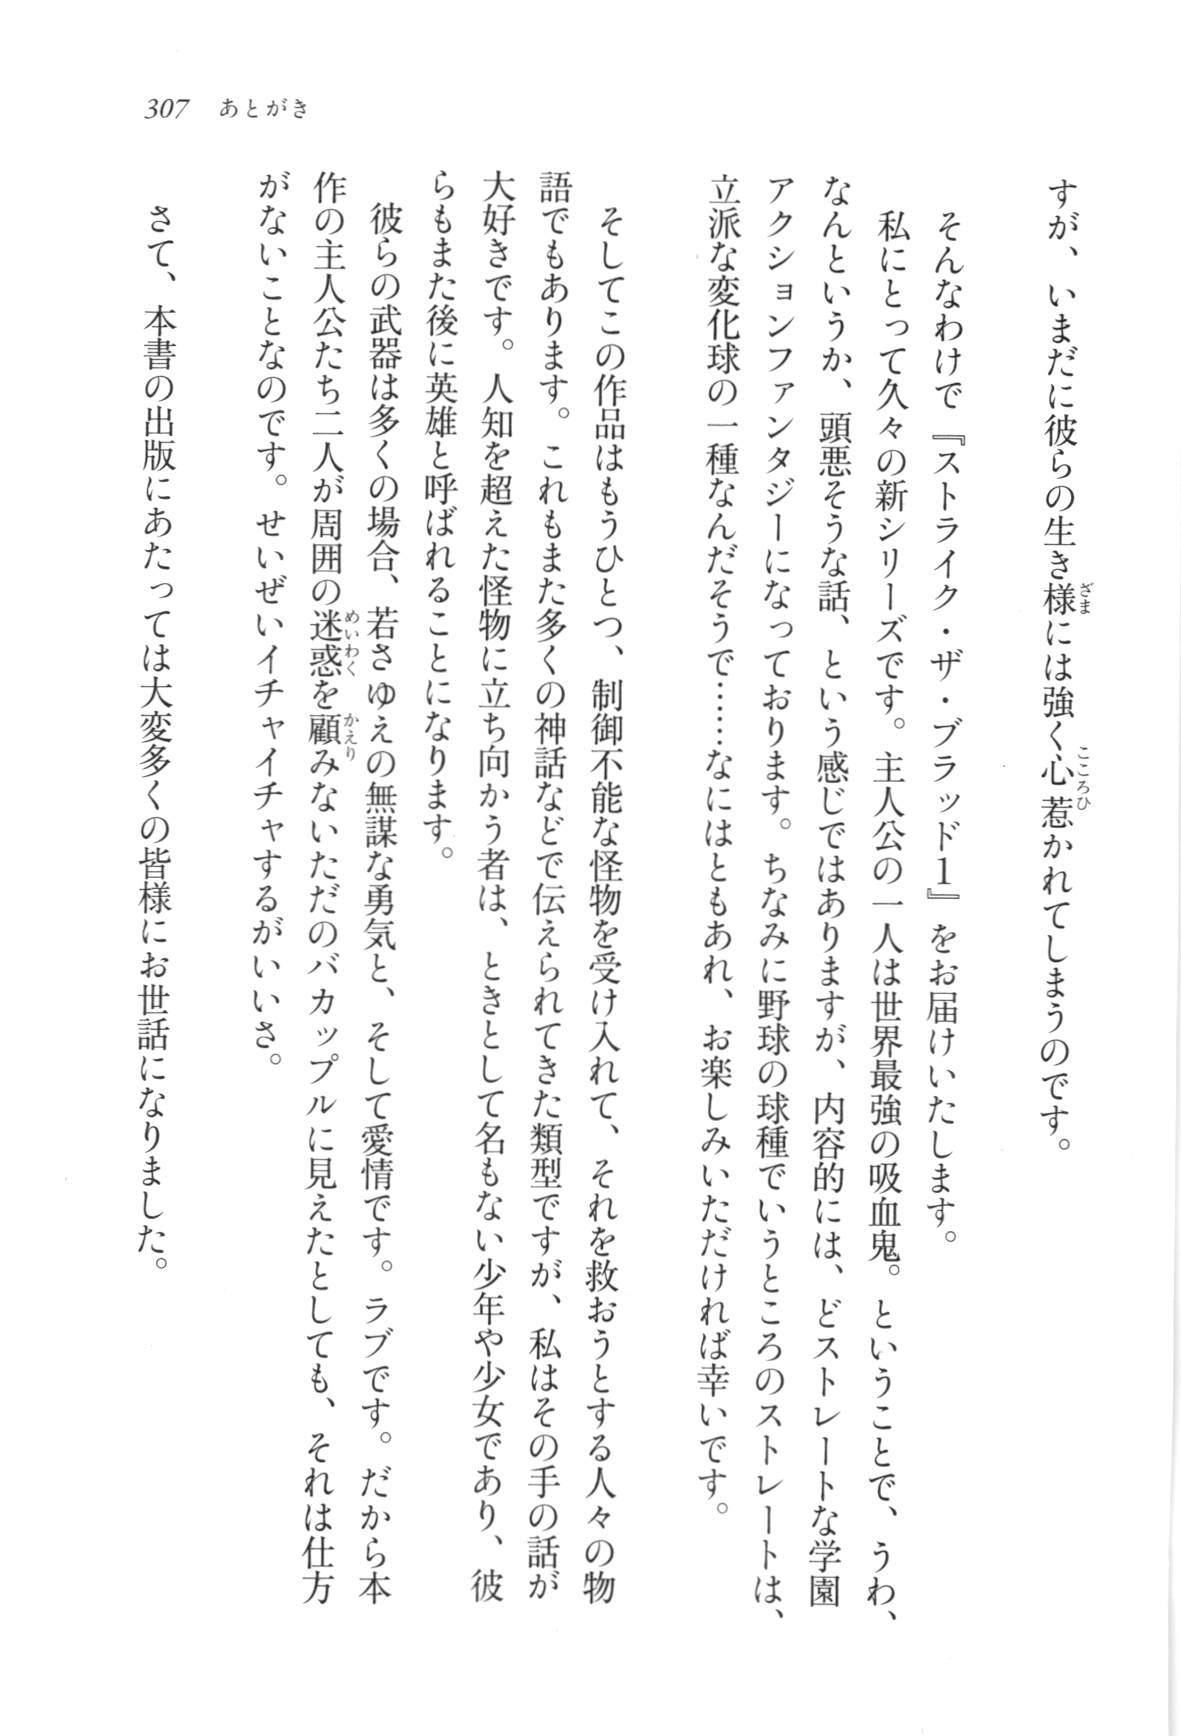 307 あとがき
すが、いまだに彼らの生き様には強く心惹かれてしまうのです。
そんなわけで『ストライク・ザ・ブラッド1』をお届けいたします。
私にとって久々の新シリーズです。主人公の一人は世界最強の吸血鬼。ということで、うわ、
なんというか、頭悪そうな話、という感じではありますが、内容的には、どストレートな学園
アクションファンタジーになっております。ちなみに野球の球種でいうところのストレートは、
立派な変化球の一種なんだそうで……なにはともあれ、お楽しみいただければ幸いです。
そしてこの作品はもうひとつ、制御不能な怪物を受け入れて、それを救おうとする人々の物
語でもあります。これもまた多くの神話などで伝えられてきた類型ですが、私はその手の話が
大好きです。人知を超えた怪物に立ち向かう者は、ときとして名もない少年や少女であり、彼
らもまた後に英雄と呼ばれることになります。
彼らの武器は多くの場合、若さゆえの無謀な勇気と、そして愛情です。ラブです。だから本
作の主人公たち二人が周囲の迷惑を顧みないただのバカップルに見えたとしても、それは仕方
がないことなのです。せいぜいイチャイチャするがいいさ。
さて、本書の出版にあたっては大変多くの皆様にお世話になりました。